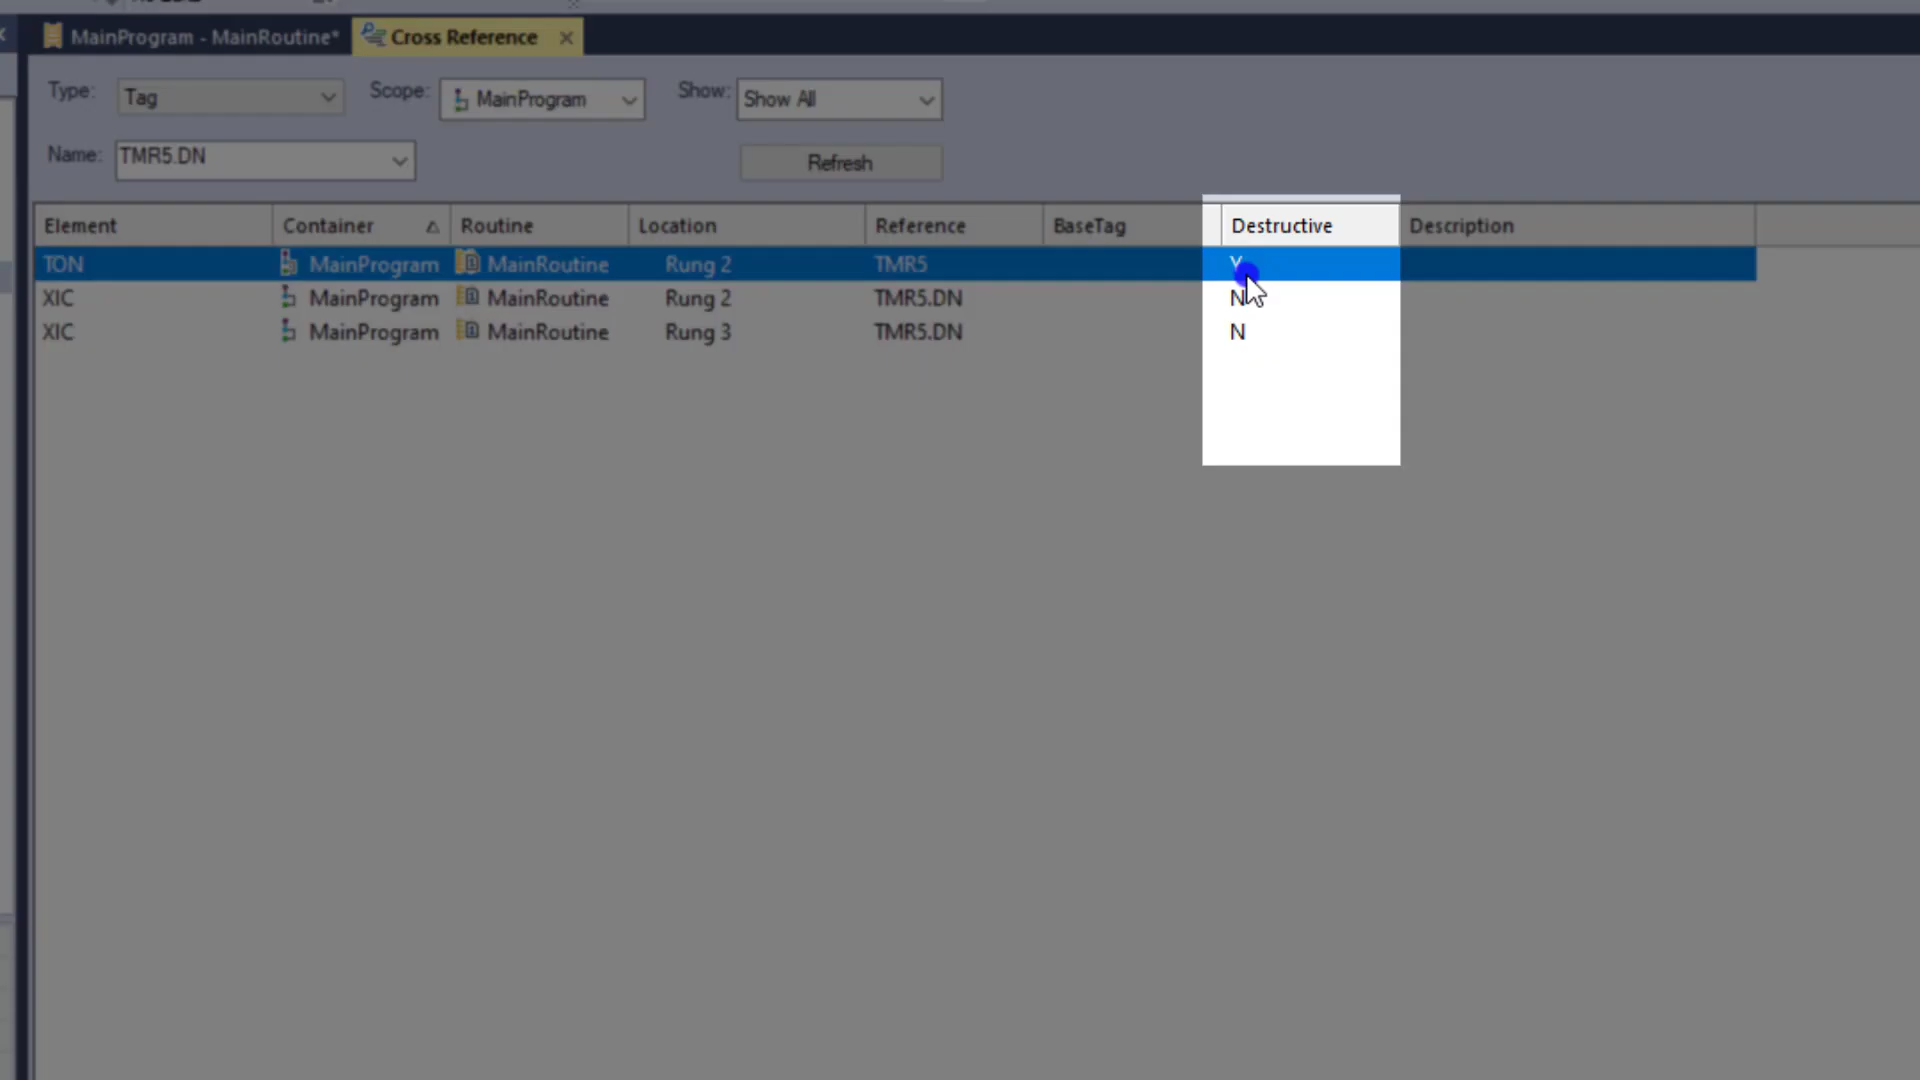 MainProgram - MainRoutine* Cross Reference
Type: Tag Scope: MainProgram Show: Show All
Name: TMR5.DN Refresh
Element Container Routine Location Reference BaseTag Destructive Description
TON MainProgram MainRoutine Rung 2 TMR5 Y
XIC MainProgram MainRoutine Rung 2 TMR5.DN N
XIC MainProgram MainRoutine Rung 3 TMR5.DN N